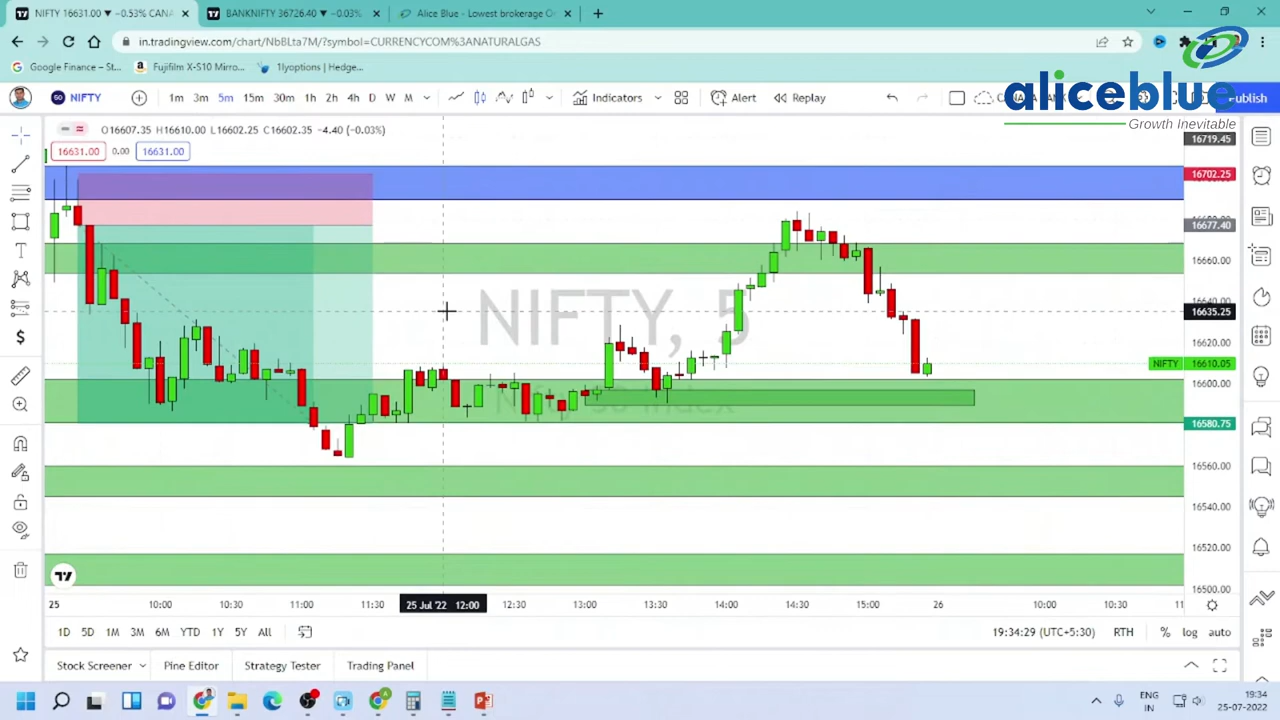 NIFTY 16631.00 ▼ −0.53% CANA
BANKNIFTY 36726.40 ▼ −0.03%
Alice Blue - Lowest brokerage O
in.tradingview.com/chart/NbBLta7M/?symbol=CURRENCYCOM%3ANATURALGAS
Google Finance – St...
Fujifilm X-S10 Mirro...
1lyoptions | Hedge...
aliceblue
Growth Inevitable
NIFTY
1m 3m 5m 15m 30m 1h 2h 4h D W M
Indicators
Alert
Replay
Publish
O16607.35 H16610.00 L16602.25 C16602.35 −4.40 (−0.03%)
16631.00 0.00 16631.00
16719.45
16702.25
16677.40
16660.00
16640.00
16635.25
16620.00
NIFTY 16610.05
16600.00
16580.75
16560.00
16540.00
16520.00
16500.00
NIFTY, 5
Nifty 50 Index
25 10:00 10:30 11:00 11:30 25 Jul '22 12:00 12:30 13:00 13:30 14:00 14:30 15:00 26 10:00 10:30 11
1D 5D 1M 3M 6M YTD 1Y 5Y All
19:34:29 (UTC+5:30) RTH % log auto
Stock Screener Pine Editor Strategy Tester Trading Panel
ENG
IN
19:34
25-07-2022